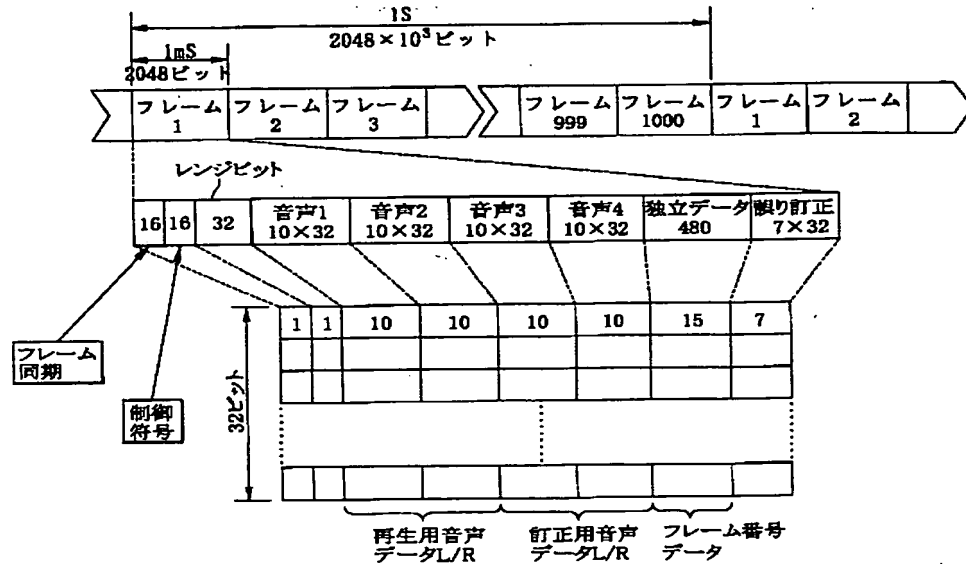 1S
2048×10³ビット
1mS
2048ビット
フレーム
1
フレーム
2
フレーム
3
フレーム
999
フレーム
1000
フレーム
1
フレーム
2
レンジビット
16
16
32
音声1
10×32
音声2
10×32
音声3
10×32
音声4
10×32
独立データ
480
誤り訂正
7×32
1
1
10
10
10
10
15
7
フレーム
同期
制御
符号
32ビット
再生用音声
データL/R
訂正用音声
データL/R
フレーム番号
データ